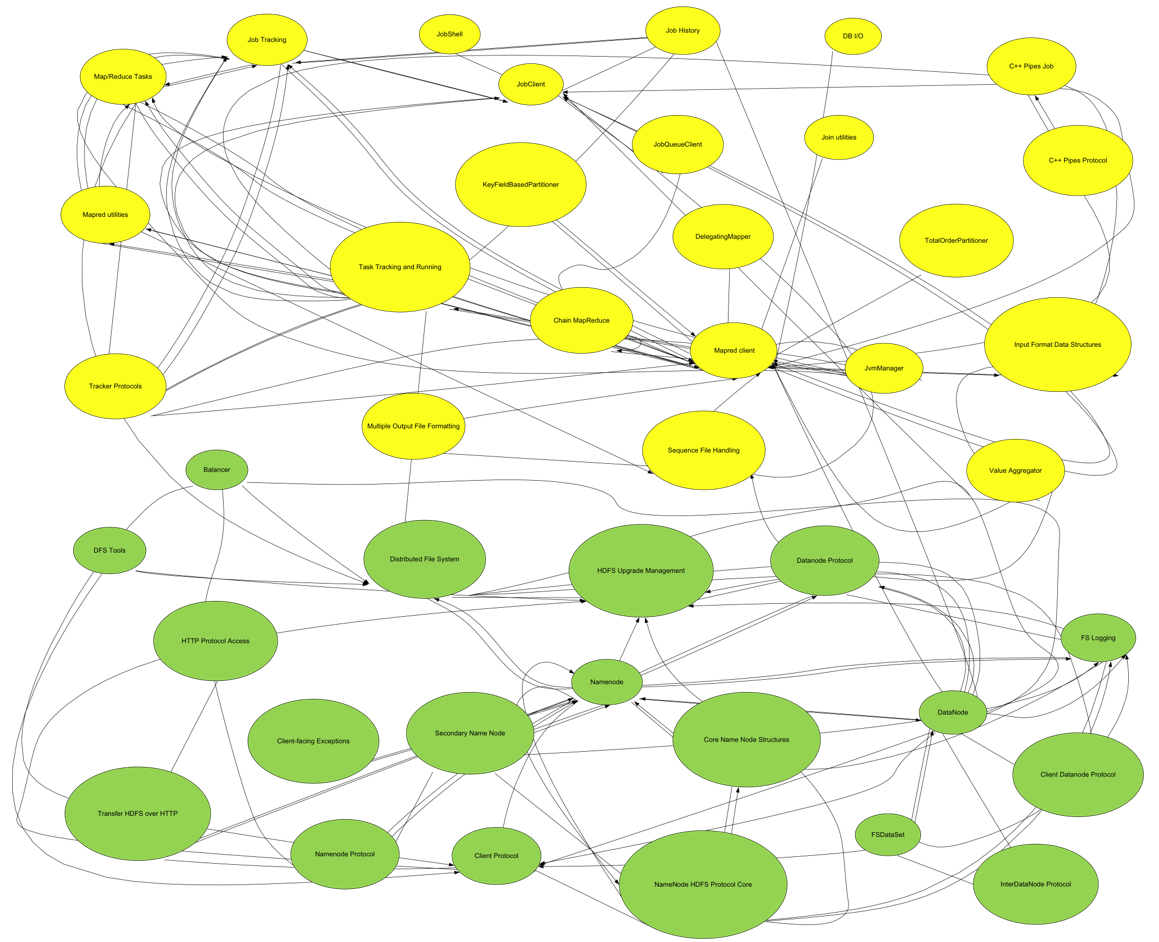 Job Tracking
JobShell
Job History
DB I/O
Map/Reduce Tasks
JobClient
C++ Pipes Job
JobQueueClient
Join utilities
C++ Pipes Protocol
KeyFieldBasedPartitioner
Mapred utilities
DelegatingMapper
TotalOrderPartitioner
Task Tracking and Running
Chain MapReduce
Mapred client
Input Format Data Structures
JvmManager
Tracker Protocols
Multiple Output File Formatting
Sequence File Handling
Value Aggregator
Balancer
DFS Tools
Distributed File System
HDFS Upgrade Management
Datanode Protocol
HTTP Protocol Access
FS Logging
Namenode
Client-facing Exceptions
Secondary Name Node
Core Name Node Structures
DataNode
Client Datanode Protocol
Transfer HDFS over HTTP
FSDataSet
Namenode Protocol
Client Protocol
NameNode HDFS Protocol Core
InterDataNode Protocol